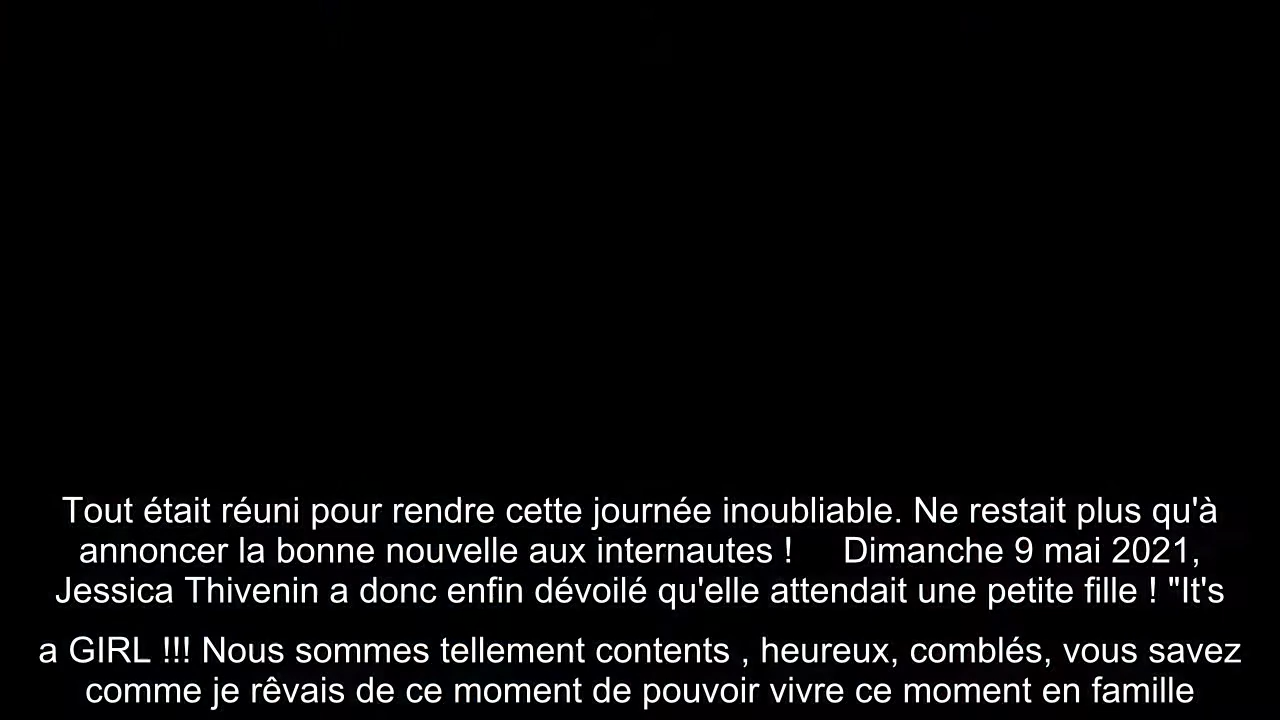 Tout était réuni pour rendre cette journée inoubliable. Ne restait plus qu'à
annoncer la bonne nouvelle aux internautes !     Dimanche 9 mai 2021,
Jessica Thivenin a donc enfin dévoilé qu'elle attendait une petite fille ! "It's
a GIRL !!! Nous sommes tellement contents , heureux, comblés, vous savez
comme je rêvais de ce moment de pouvoir vivre ce moment en famille